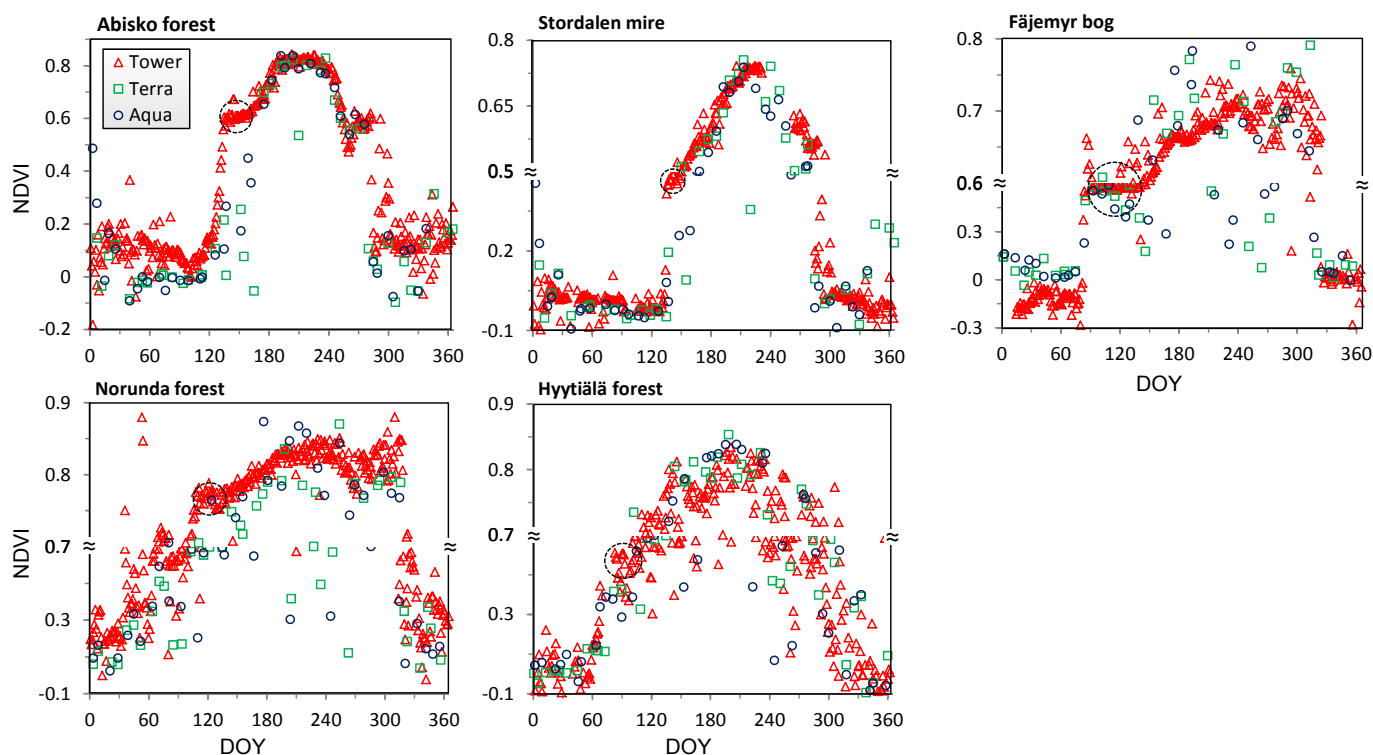 Abisko forest
Stordalen mire
Fäjemyr bog
0.8
0.6
0.4
0.2
0
-0.2
NDVI
Tower
Terra
Aqua
0 60 120 180 240 300 360
0.8
0.65
0.5
0.2
-0.1
≈ ≈
0 60 120 180 240 300 360
0.8
0.7
0.6
0.3
0
-0.3
≈ ≈
0 60 120 180 240 300 360
DOY
Norunda forest
Hyytiälä forest
0.9
0.8
0.7
0.3
-0.1
NDVI
≈ ≈
0 60 120 180 240 300 360
DOY
0.9
0.8
0.7
0.3
-0.1
≈ ≈
0 60 120 180 240 300 360
DOY